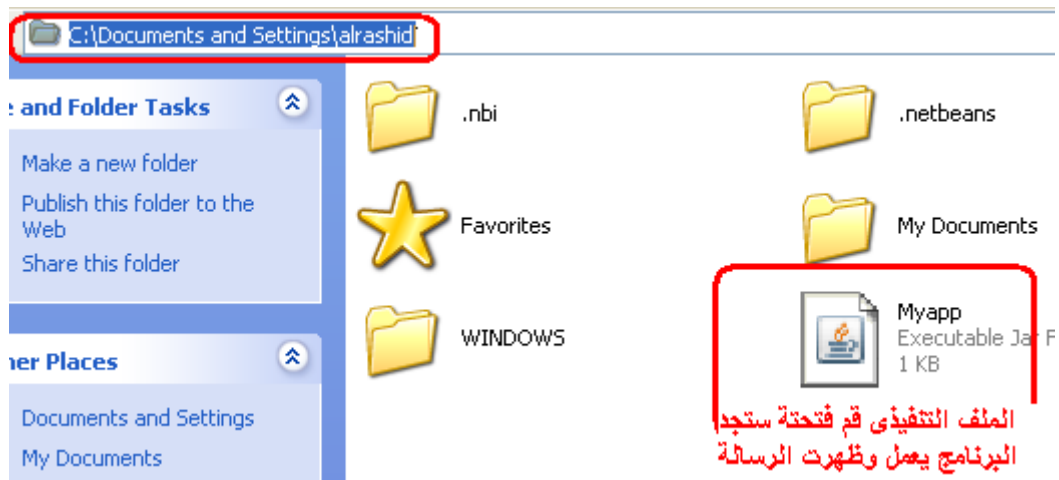 C:\Documents and Settings\alrashid
and Folder Tasks
Make a new folder
Publish this folder to the
Web
Share this folder
Places
Documents and Settings
My Documents
.nbi
.netbeans
Favorites
My Documents
WINDOWS
Myapp
Executable Jar F
1 KB
الملف التنفيذى قم فتحتة ستجد
البرنامج يعمل وظهرت الرسالة